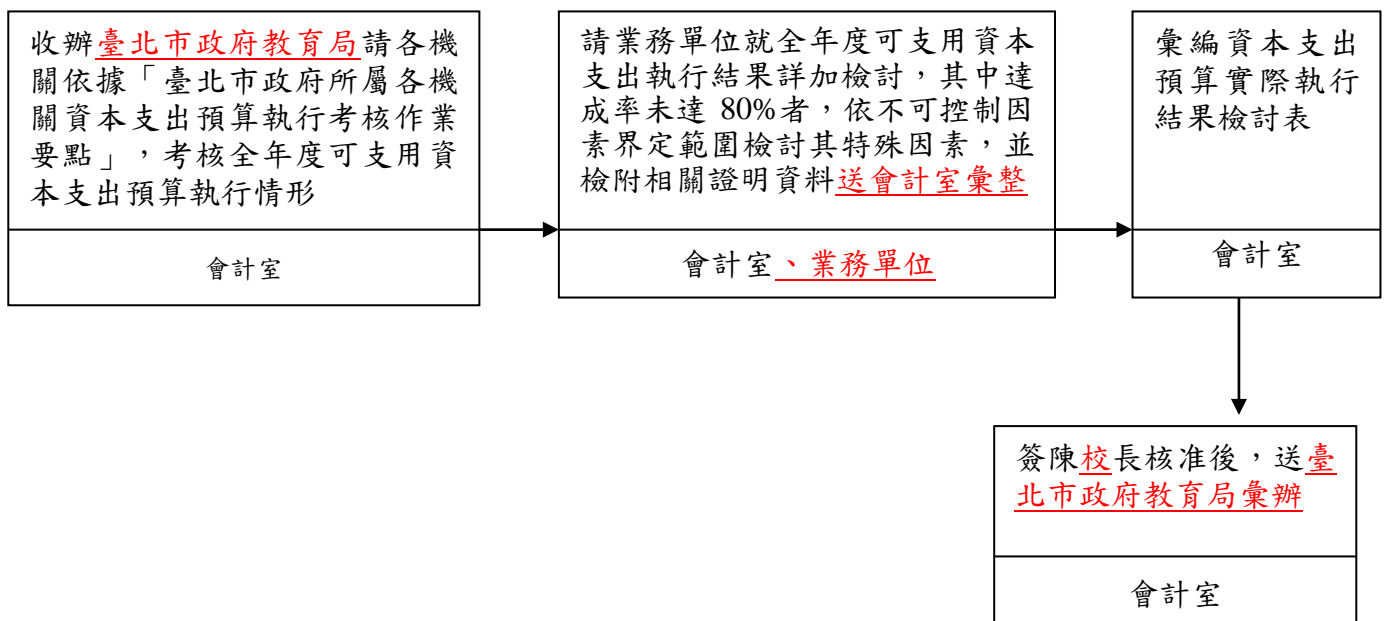 收辦臺北市政府教育局請各機
關依據「臺北市政府所屬各機
關資本支出預算執行考核作業
要點」，考核全年度可支用資
本支出預算執行情形
會計室
請業務單位就全年度可支用資本
支出執行結果詳加檢討，其中達
成率未達 80%者，依不可控制因
素界定範圍檢討其特殊因素，並
檢附相關證明資料送會計室彙整
會計室、業務單位
彙編資本支出
預算實際執行
結果檢討表
會計室
簽陳校長核准後，送臺
北市政府教育局彙辦
會計室